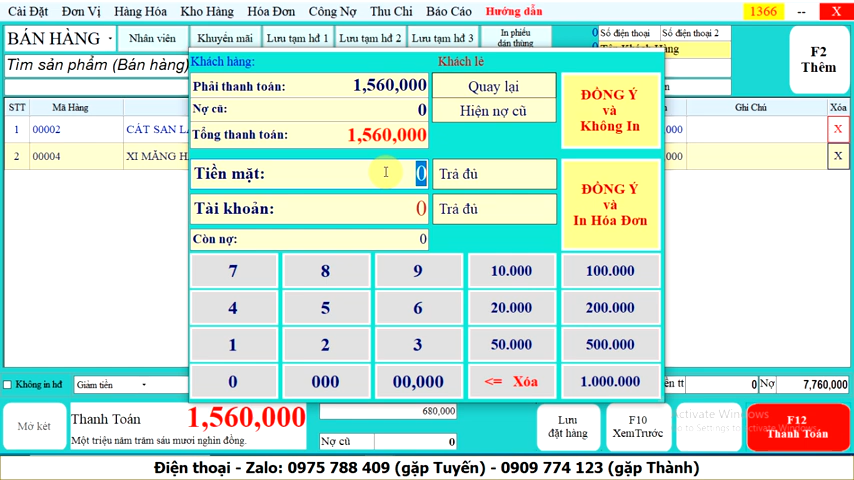 Cài Đặt Đơn Vị Hàng Hóa Kho Hàng Hóa Đơn Công Nợ Thu Chi Báo Cáo Hướng dẫn 1366 -- X
BÁN HÀNG Nhân viên Khuyến mãi Lưu tạm hđ 1 Lưu tạm hđ 2 Lưu tạm hđ 3 In phiếu dán thùng 0 Số điện thoại Số điện thoại 2
Tìm sản phẩm (Bán hàng)
F2
Thêm
STT Mã Hàng Ghi Chú Xóa
1 00002 CÁT SAN LẤ 000 X
2 00004 XI MĂNG H 000 X
Khách hàng: Khách lẻ
Phải thanh toán: 1,560,000 Quay lại
Nợ cũ: 0 Hiện nợ cũ
Tổng thanh toán: 1,560,000
ĐỒNG Ý
và
Không In
Tiền mặt: 0 Trả đủ
Tài khoản: 0 Trả đủ
Còn nợ: 0
ĐỒNG Ý
và
In Hóa Đơn
7 8 9 10.000 100.000
4 5 6 20.000 200.000
1 2 3 50.000 500.000
0 000 00,000 <= Xóa 1.000.000
Không in hđ Giảm tiền tt 0 Nợ 7,760,000
Mở két Thanh Toán 1,560,000 680,000
Một triệu năm trăm sáu mươi nghìn đồng. Nợ cũ 0
Lưu
đặt hàng
F10
XemTrước
F12
Thanh Toán
Activate Windows
Điện thoại - Zalo: 0975 788 409 (gặp Tuyến) - 0909 774 123 (gặp Thành)